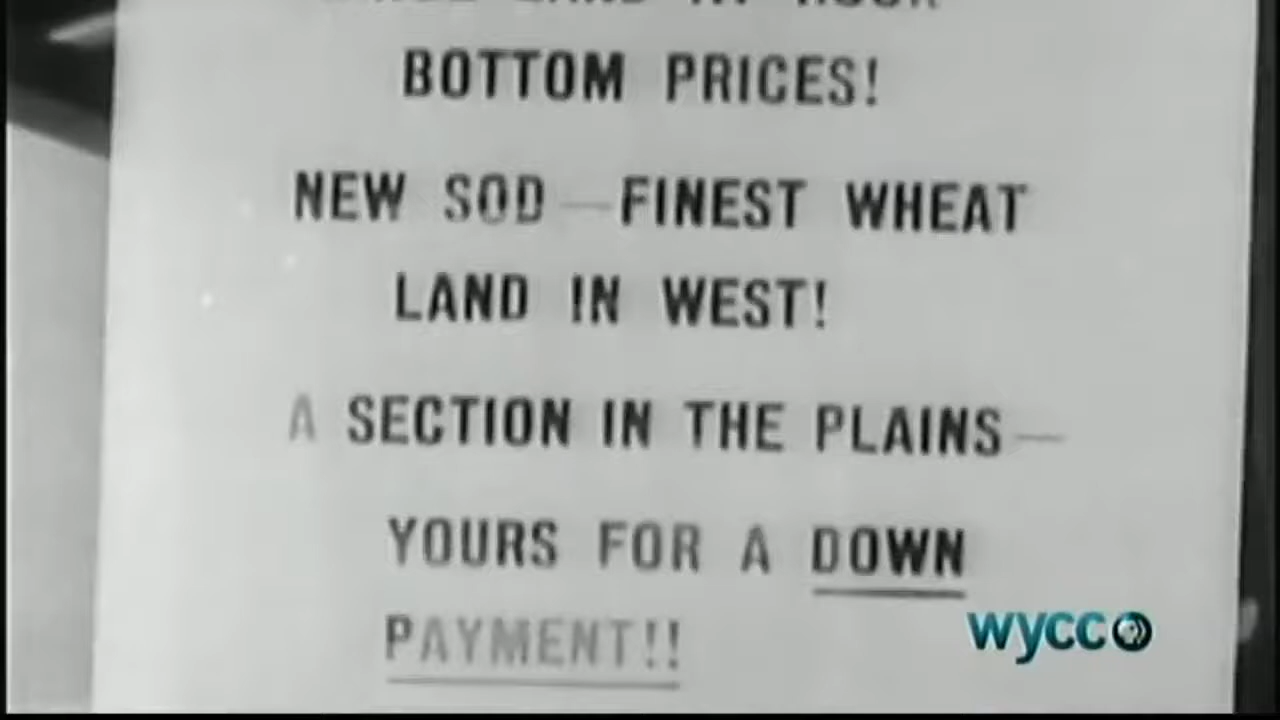 BOTTOM PRICES!
NEW SOD — FINEST WHEAT
LAND IN WEST!
A SECTION IN THE PLAINS —
YOURS FOR A DOWN
PAYMENT!!
wycc